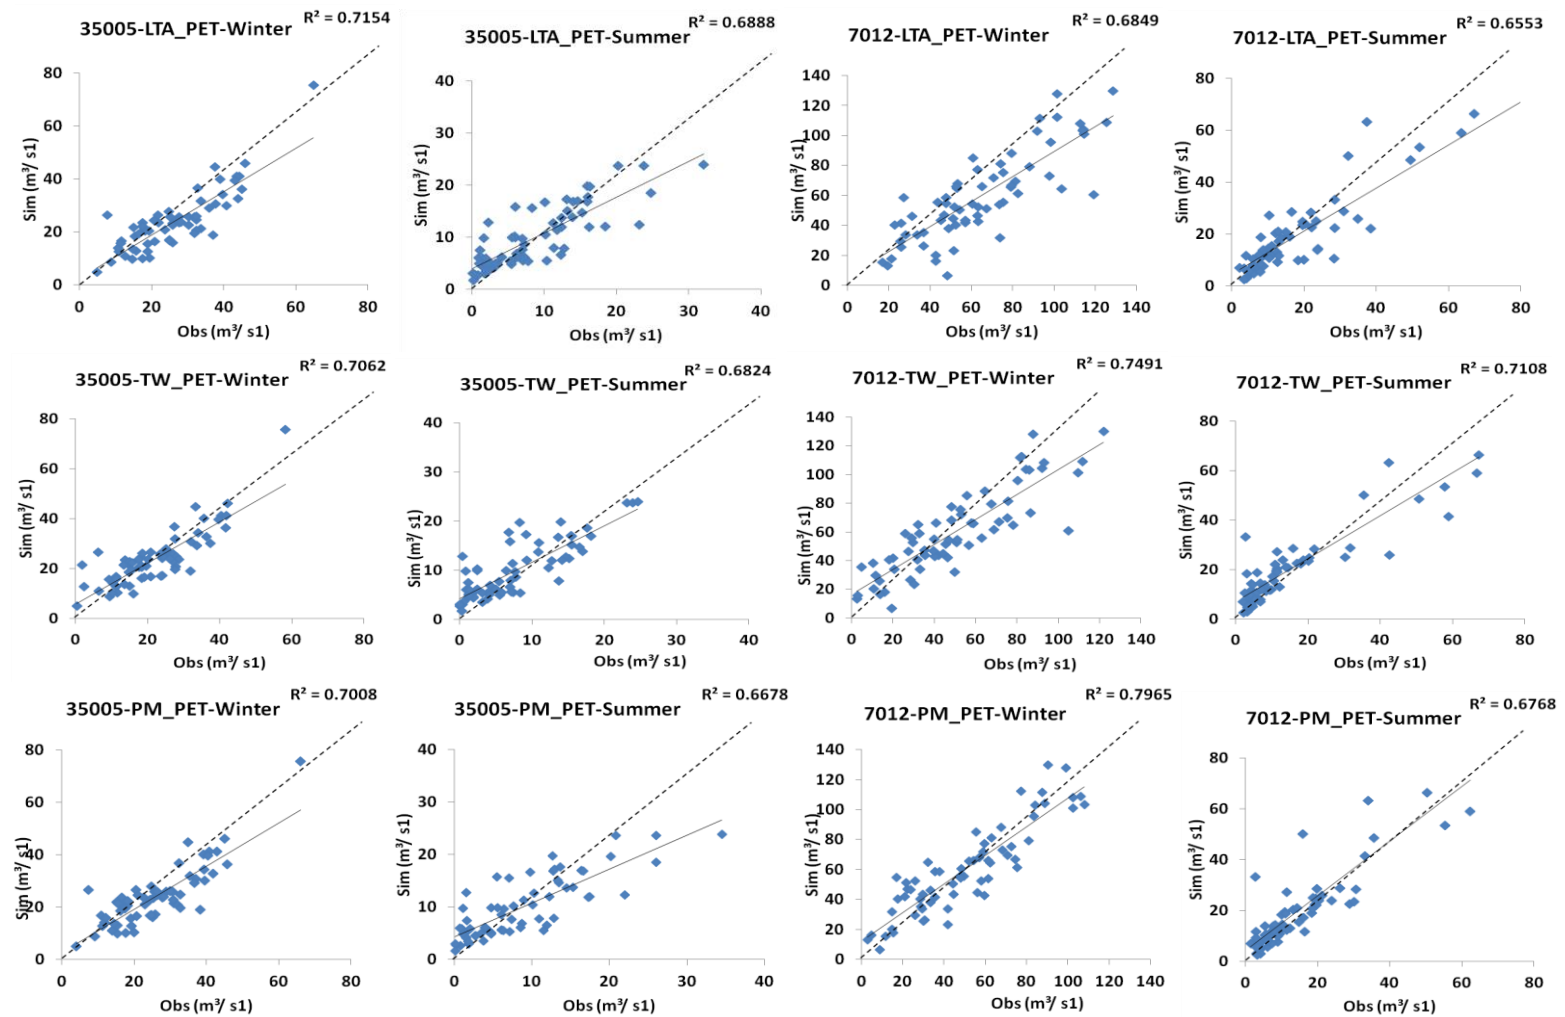 35005-LTA_PET-Winter
R² = 0.7154
80
60
40
20
0
Sim (m³/ s1)
0 20 40 60 80
Obs (m³/ s1)
35005-LTA_PET-Summer
R² = 0.6888
40
30
20
10
0
Sim (m³/ s1)
0 10 20 30 40
Obs (m³/ s1)
7012-LTA_PET-Winter
R² = 0.6849
140
120
100
80
60
40
20
0
Sim (m³/ s1)
0 20 40 60 80 100 120 140
Obs (m³/ s1)
7012-LTA_PET-Summer
R² = 0.6553
80
60
40
20
0
Sim (m³/ s1)
0 20 40 60 80
Obs (m³/ s1)
35005-TW_PET-Winter
R² = 0.7062
80
60
40
20
0
Sim (m³/ s1)
0 20 40 60 80
Obs (m³/ s1)
35005-TW_PET-Summer
R² = 0.6824
40
30
20
10
0
Sim (m³/ s1)
0 10 20 30 40
Obs (m³/ s1)
7012-TW_PET-Winter
R² = 0.7491
140
120
100
80
60
40
20
0
Sim (m³/ s1)
0 20 40 60 80 100 120 140
Obs (m³/ s1)
7012-TW_PET-Summer
R² = 0.7108
80
60
40
20
0
Sim (m³/ s1)
0 20 40 60 80
Obs (m³/ s1)
35005-PM_PET-Winter
R² = 0.7008
80
60
40
20
0
Sim (m³/ s1)
0 20 40 60 80
Obs (m³/ s1)
35005-PM_PET-Summer
R² = 0.6678
40
30
20
10
0
Sim (m³/ s1)
0 10 20 30 40
Obs (m³/ s1)
7012-PM_PET-Winter
R² = 0.7965
140
120
100
80
60
40
20
0
Sim (m³/ s1)
0 20 40 60 80 100 120 140
Obs (m³/ s1)
7012-PM_PET-Summer
R² = 0.6768
80
60
40
20
0
Sim (m³/ s1)
0 20 40 60 80
Obs (m³/ s1)